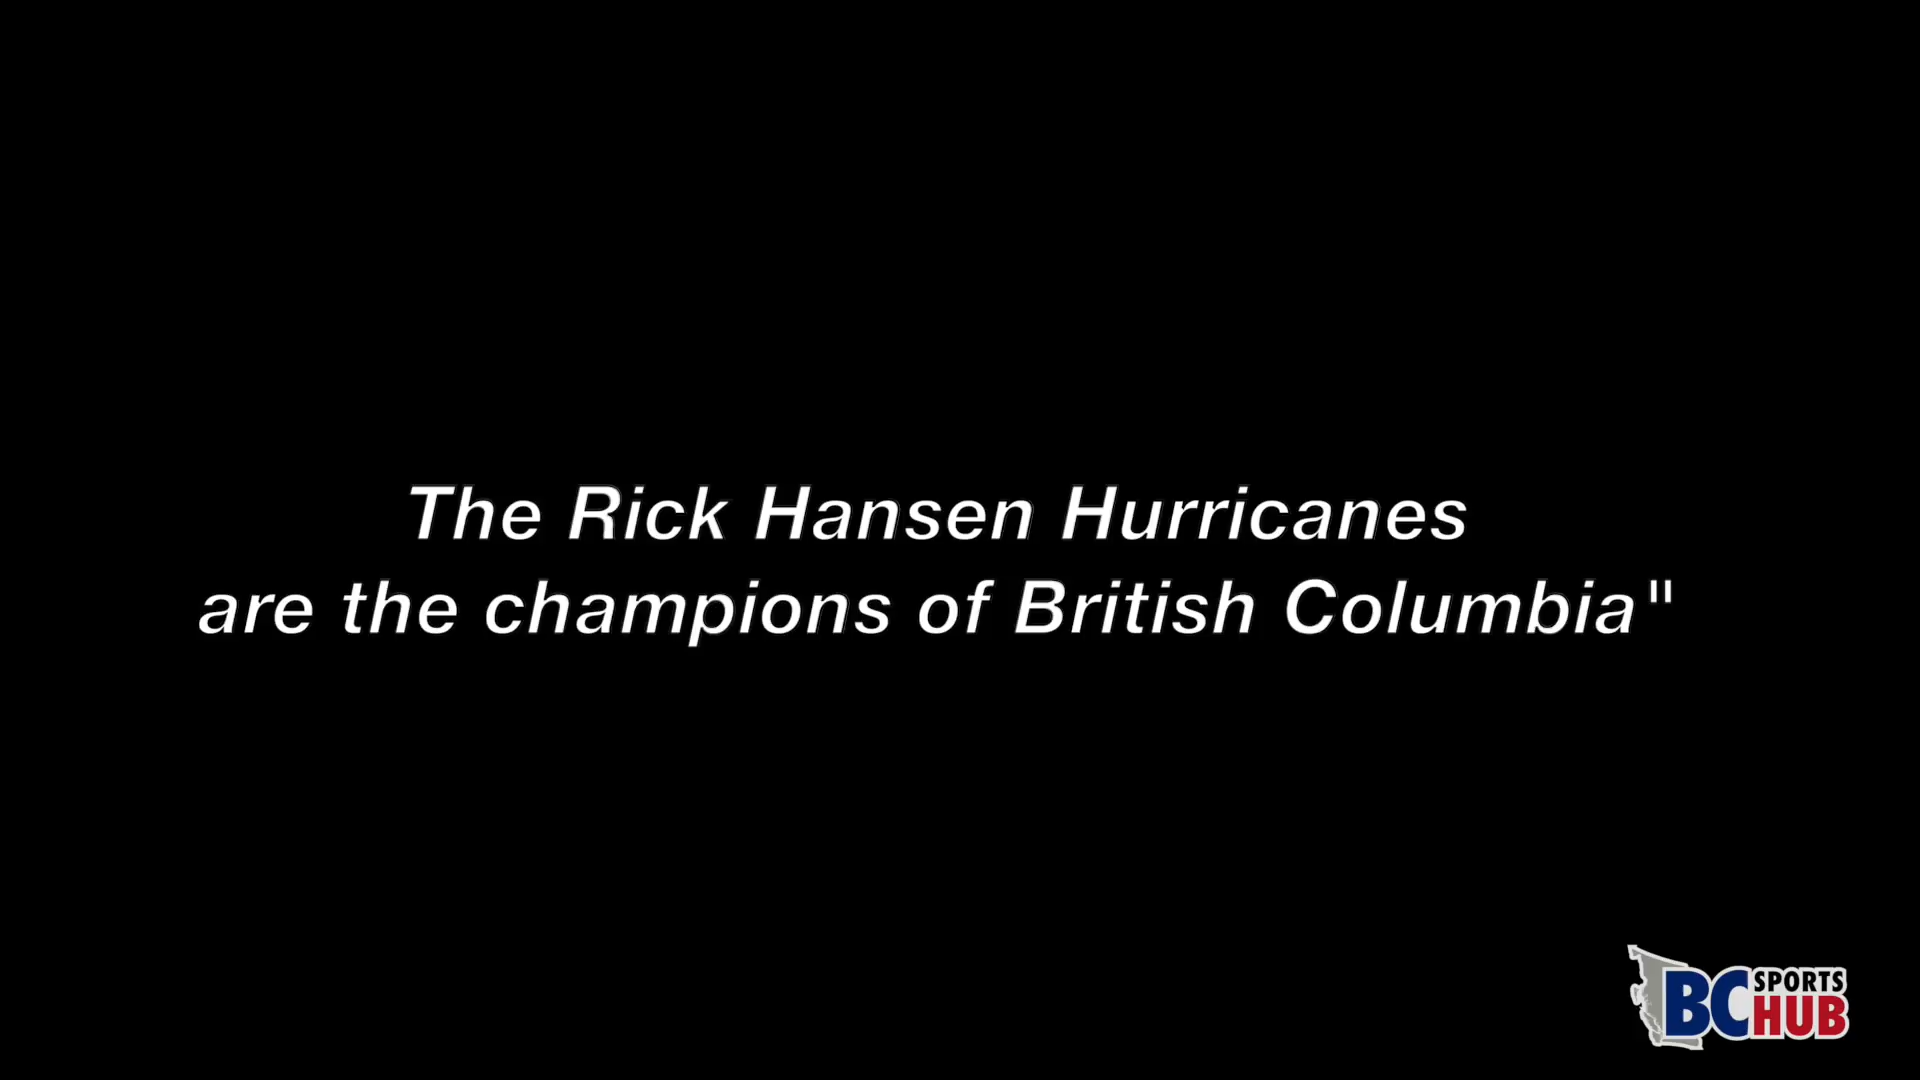 The Rick Hansen Hurricanes
are the champions of British Columbia"
BC SPORTS
HUB